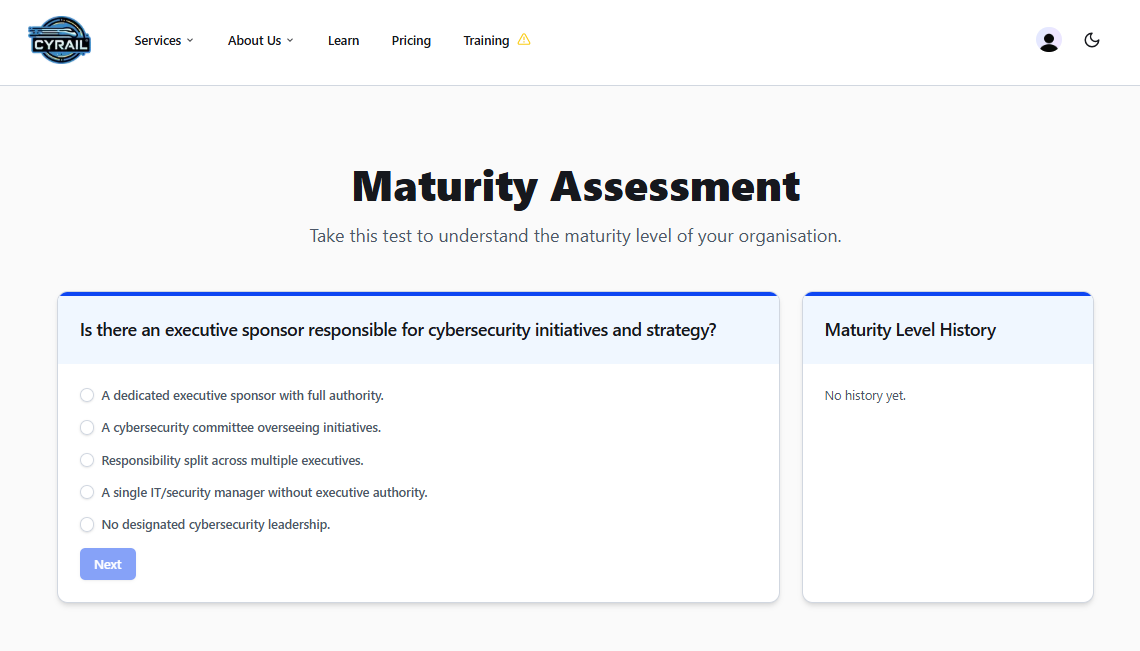 CYRAIL
Services
About Us
Learn
Pricing
Training
Maturity Assessment
Take this test to understand the maturity level of your organisation.
Is there an executive sponsor responsible for cybersecurity initiatives and strategy?
A dedicated executive sponsor with full authority.
A cybersecurity committee overseeing initiatives.
Responsibility split across multiple executives.
A single IT/security manager without executive authority.
No designated cybersecurity leadership.
Next
Maturity Level History
No history yet.